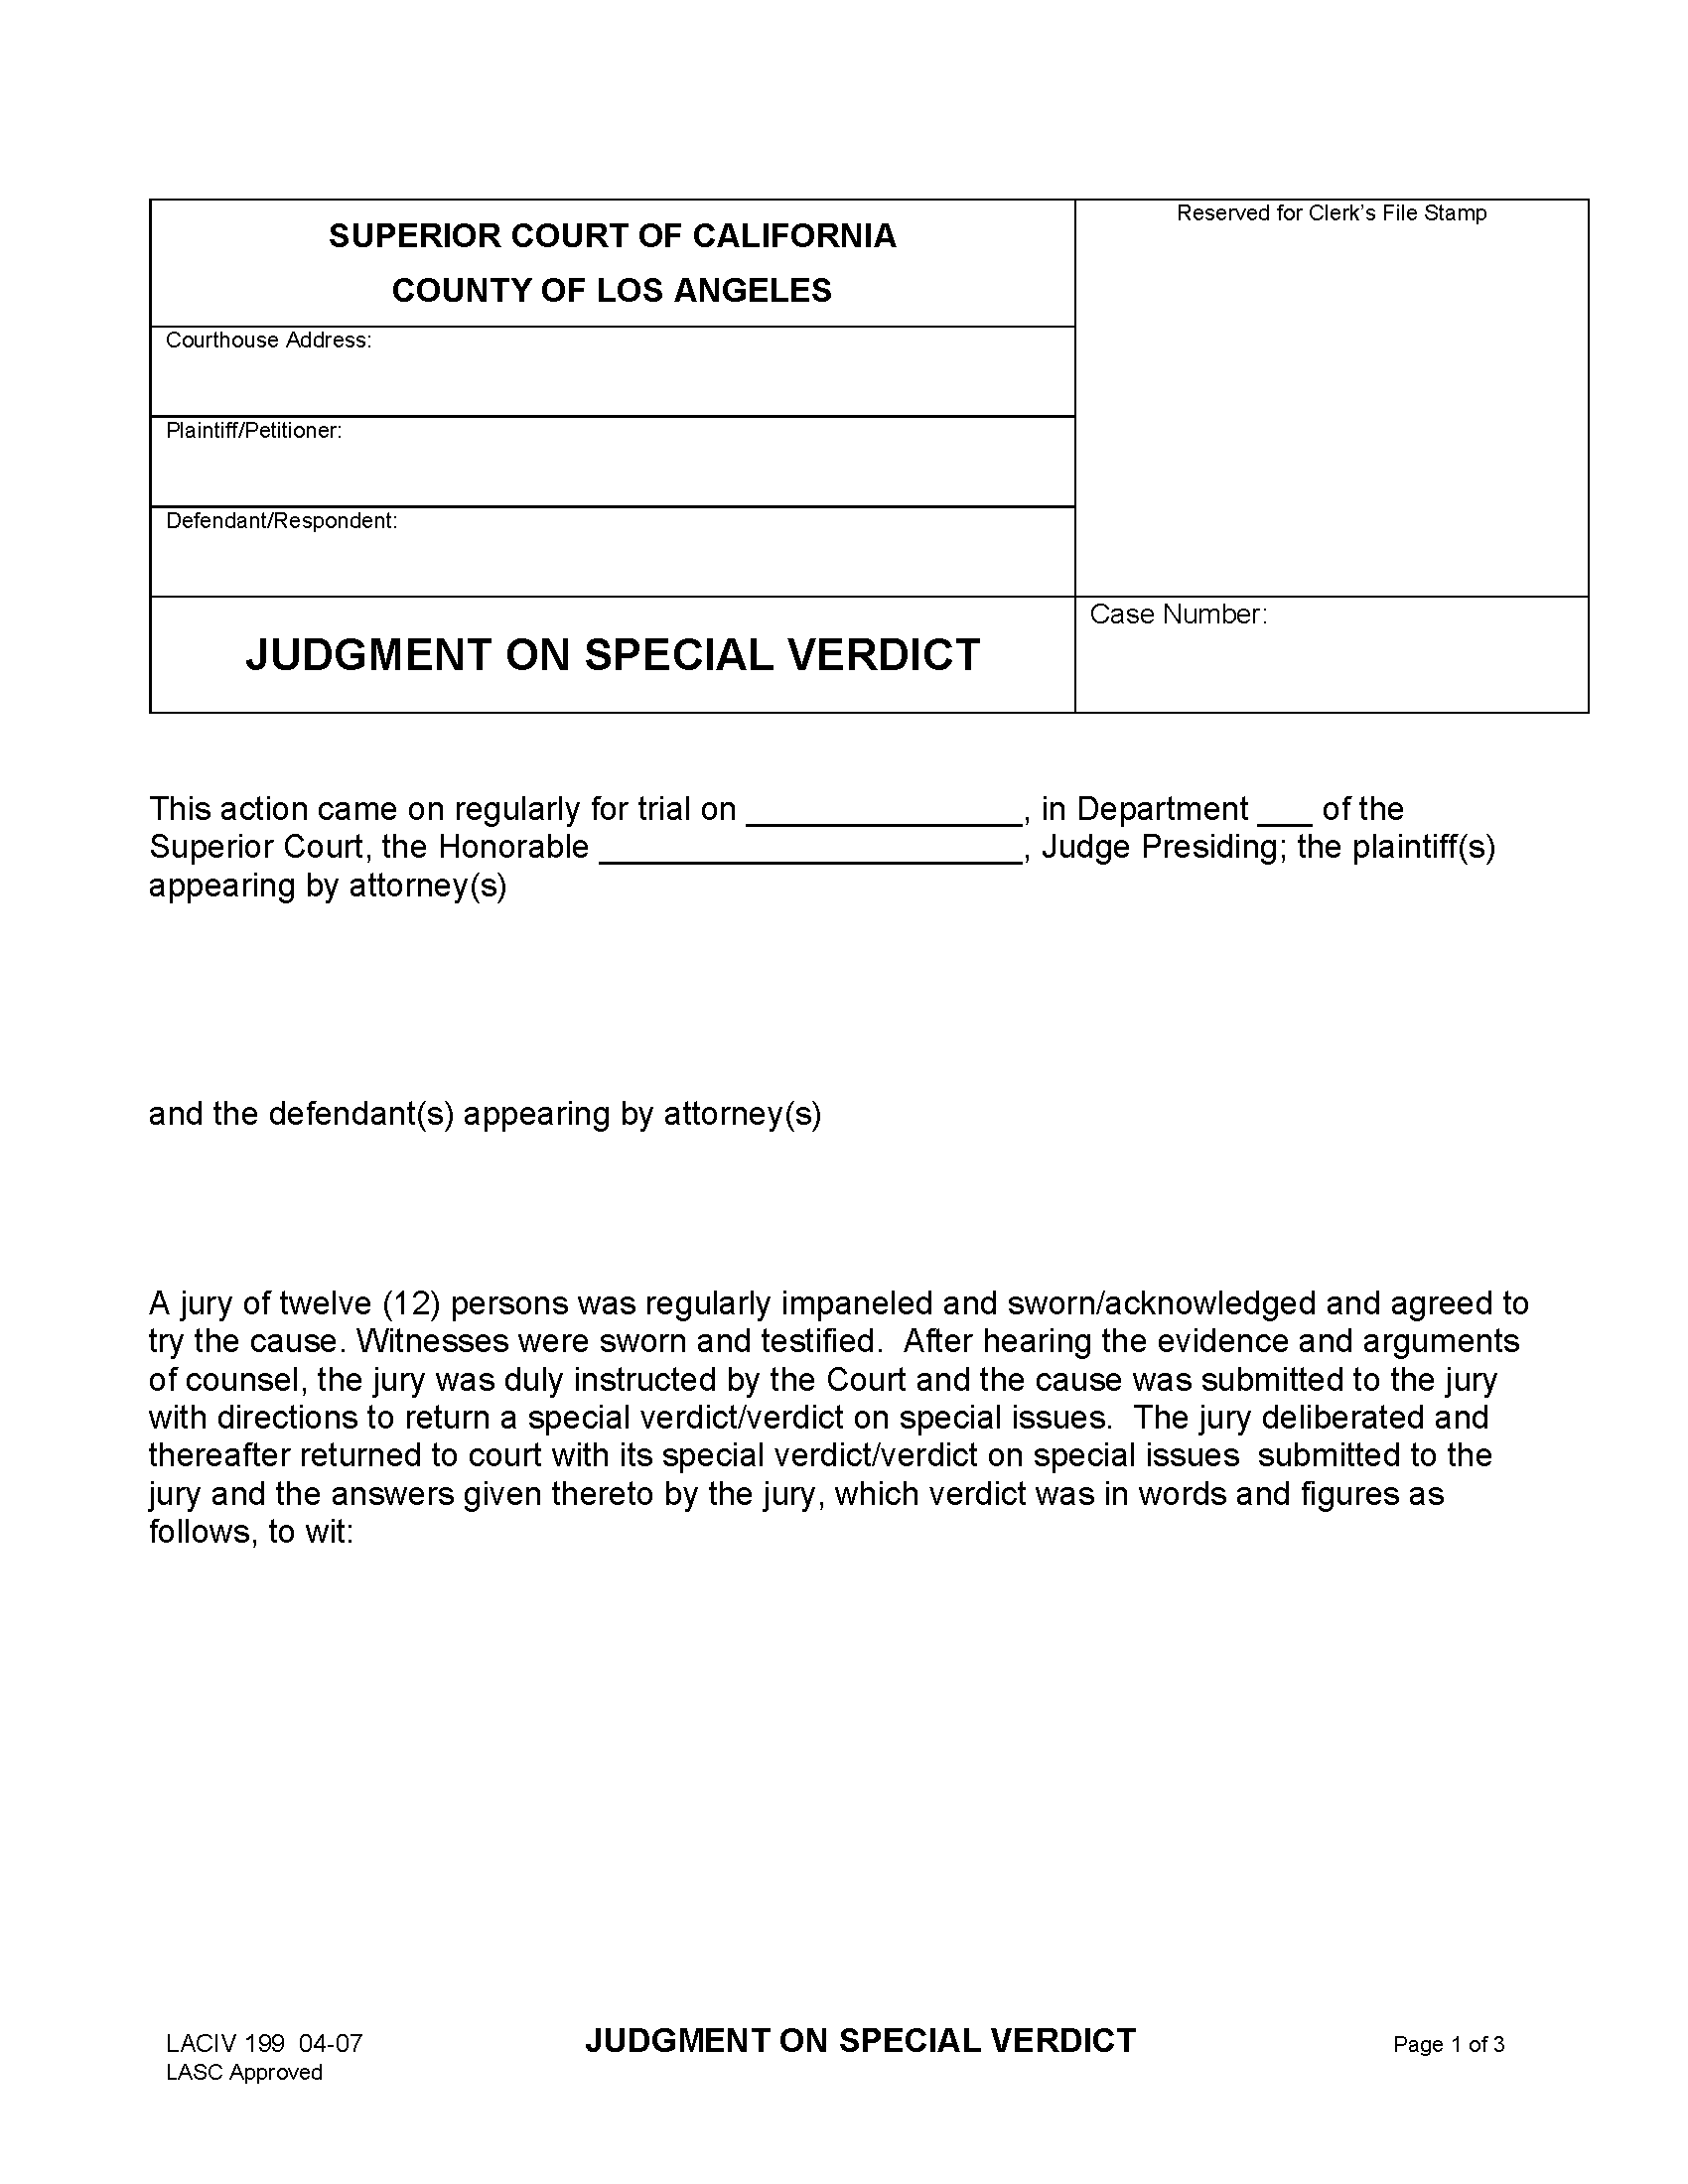 SUPERIOR COURT OF CALIFORNIA
COUNTY OF LOS ANGELES
Reserved for Clerk’s File Stamp
Courthouse Address:
Plaintiff/Petitioner:
Defendant/Respondent:
JUDGMENT ON SPECIAL VERDICT
Case Number:
This action came on regularly for trial on _______________, in Department ___ of the
Superior Court, the Honorable _______________________, Judge Presiding; the plaintiff(s)
appearing by attorney(s)
and the defendant(s) appearing by attorney(s)
A jury of twelve (12) persons was regularly impaneled and sworn/acknowledged and agreed to
try the cause. Witnesses were sworn and testified.  After hearing the evidence and arguments
of counsel, the jury was duly instructed by the Court and the cause was submitted to the jury
with directions to return a special verdict/verdict on special issues.  The jury deliberated and
thereafter returned to court with its special verdict/verdict on special issues  submitted to the
jury and the answers given thereto by the jury, which verdict was in words and figures as
follows, to wit:
LACIV 199  04-07
JUDGMENT ON SPECIAL VERDICT
Page 1 of 3
LASC Approved